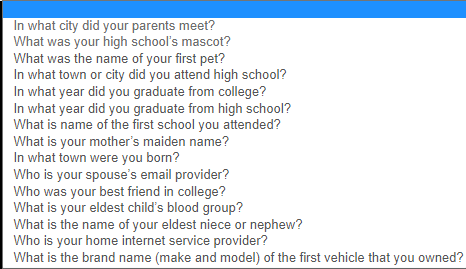 In what city did your parents meet?
What was your high school's mascot?
What was the name of your first pet?
In what town or city did you attend high school?
In what year did you graduate from college?
In what year did you graduate from high school?
What is name of the first school you attended?
What is your mother's maiden name?
In what town were you born?
Who is your spouse's email provider?
Who was your best friend in college?
What is your eldest child's blood group?
What is the name of your eldest niece or nephew?
Who is your home internet service provider?
What is the brand name (make and model) of the first vehicle that you owned?